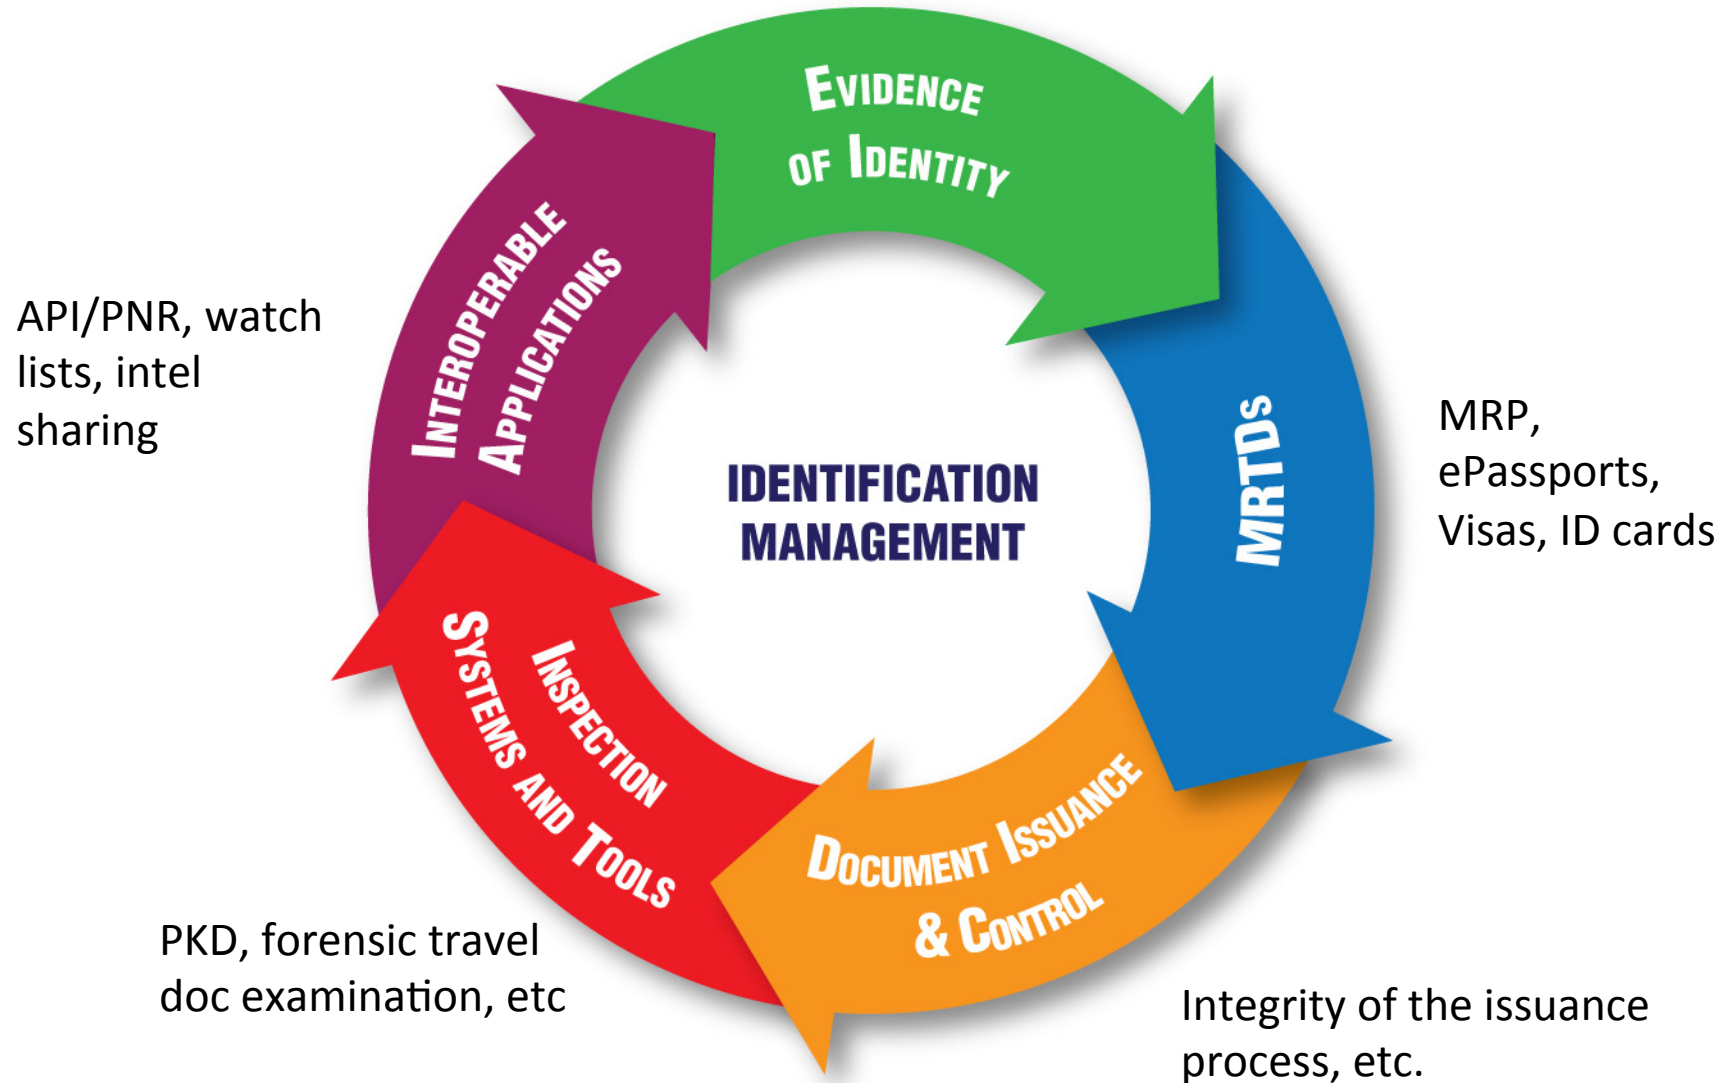 EVIDENCE
OF IDENTITY
INTEROPERABLE
APPLICATIONS
API/PNR, watch
lists, intel
sharing
MRTDs
MRP,
ePassports,
Visas, ID cards
IDENTIFICATION
MANAGEMENT
INSPECTION
SYSTEMS AND TOOLS
DOCUMENT ISSUANCE
& CONTROL
PKD, forensic travel
doc examination, etc
Integrity of the issuance
process, etc.